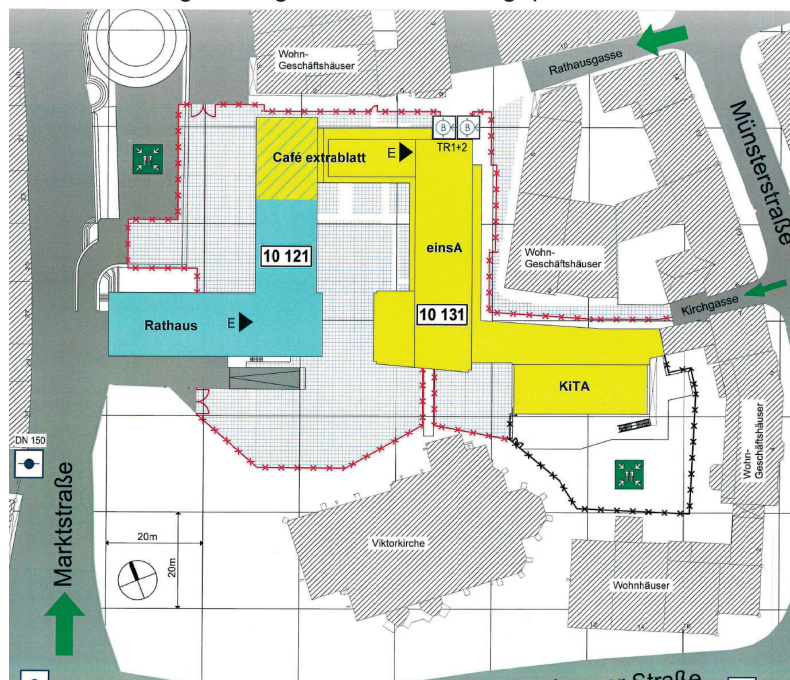 Wohn-
Geschäftshäuser
Rathausgasse
Münsterstraße
Café extrablatt
E
B
B
TR1+2
10 121
einsA
Wohn-
Geschäftshäuser
Kirchgasse
Rathaus
E
10 131
KiTA
DN 150
Wohn-
Geschäftshäuser
Marktstraße
20m
20m
Viktorkirche
Wohnhäuser
Straße